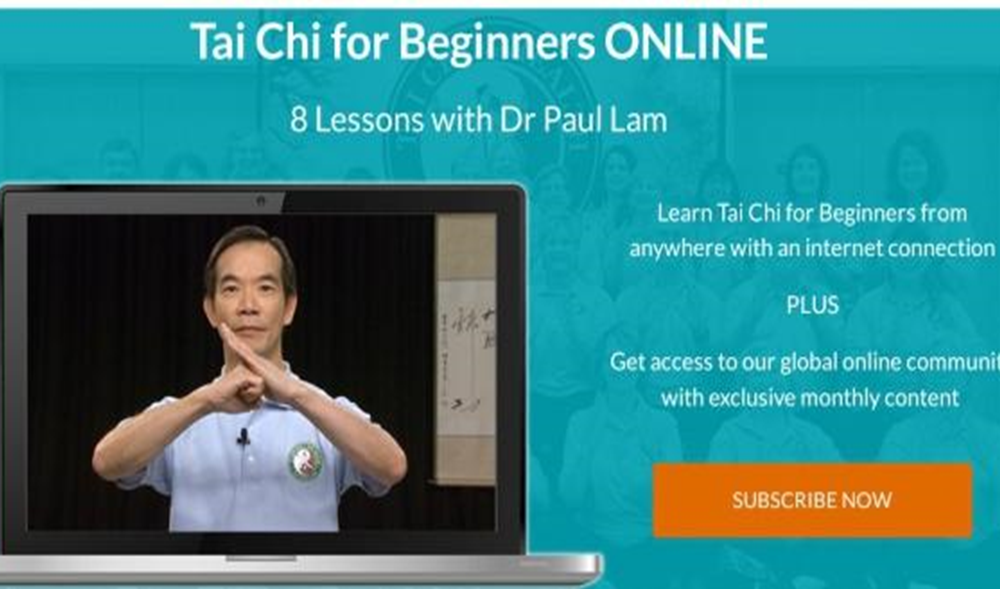 Tai Chi for Beginners ONLINE
8 Lessons with Dr Paul Lam
Learn Tai Chi for Beginners from
anywhere with an internet connection
PLUS
Get access to our global online communit
with exclusive monthly content
SUBSCRIBE NOW